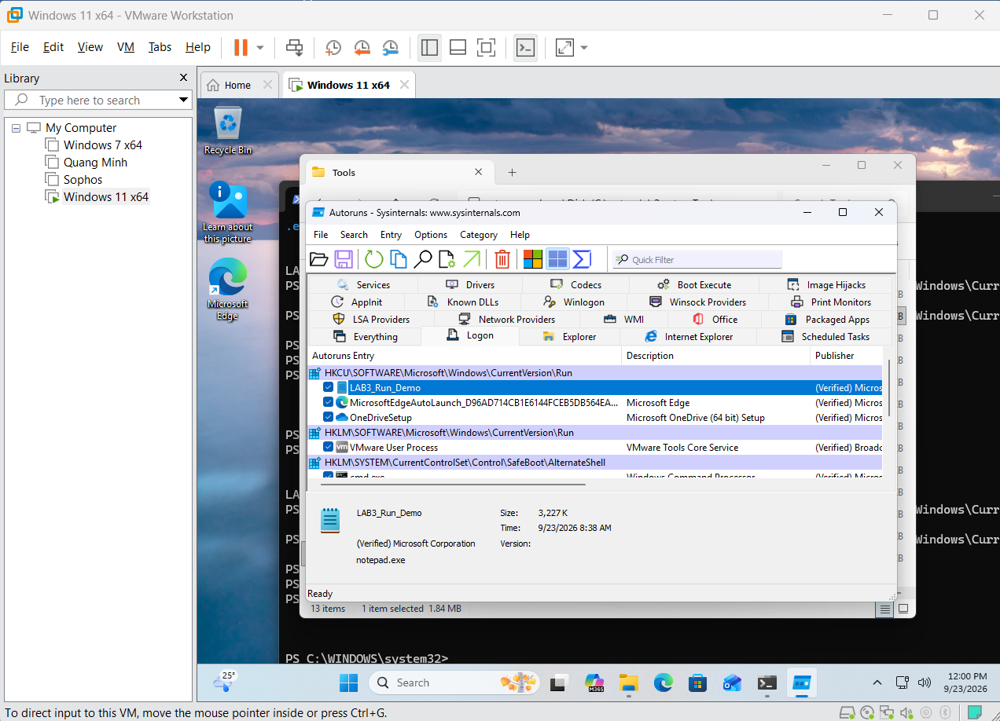 Windows 11 x64 - VMware Workstation
File Edit View VM Tabs Help
Library
Type here to search
My Computer
Windows 7 x64
Quang Minh
Sophos
Windows 11 x64
Home
Windows 11 x64
Recycle Bin
Learn about
this picture
Microsoft
Edge
Tools
Autoruns - Sysinternals: www.sysinternals.com
File Search Entry Options Category Help
Quick Filter
Services Drivers Codecs Boot Execute Image Hijacks
AppInit Known DLLs Winlogon Winsock Providers Print Monitors
LSA Providers Network Providers WMI Office Packaged Apps
Everything Logon Explorer Internet Explorer Scheduled Tasks
Autoruns Entry Description Publisher
HKCU\SOFTWARE\Microsoft\Windows\CurrentVersion\Run
LAB3_Run_Demo (Verified) Micros
MicrosoftEdgeAutoLaunch_D96AD714CB1E6144FCEB5DB564EA... Microsoft Edge (Verified) Micros
OneDriveSetup Microsoft OneDrive (64 bit) Setup (Verified) Micros
HKLM\SOFTWARE\Microsoft\Windows\CurrentVersion\Run
VMware User Process VMware Tools Core Service (Verified) Broadc
HKLM\SYSTEM\CurrentControlSet\Control\SafeBoot\AlternateShell
cmd.exe Windows Command Processor (Verified) Micros
LAB3_Run_Demo Size: 3,227 K
Time: 9/23/2026 8:38 AM
(Verified) Microsoft Corporation Version:
notepad.exe
Ready
13 items 1 item selected 1.84 MB
.e
LA
PS Windows\Curr
PS Windows\Curr
PS
PS
PS
PS
PS
LA
PS Windows\Curr
PS Windows\Curr
PS
PS
PS
PS C:\WINDOWS\system32>
25°
Search
M365
12:00 PM
9/23/2026
To direct input to this VM, move the mouse pointer inside or press Ctrl+G.